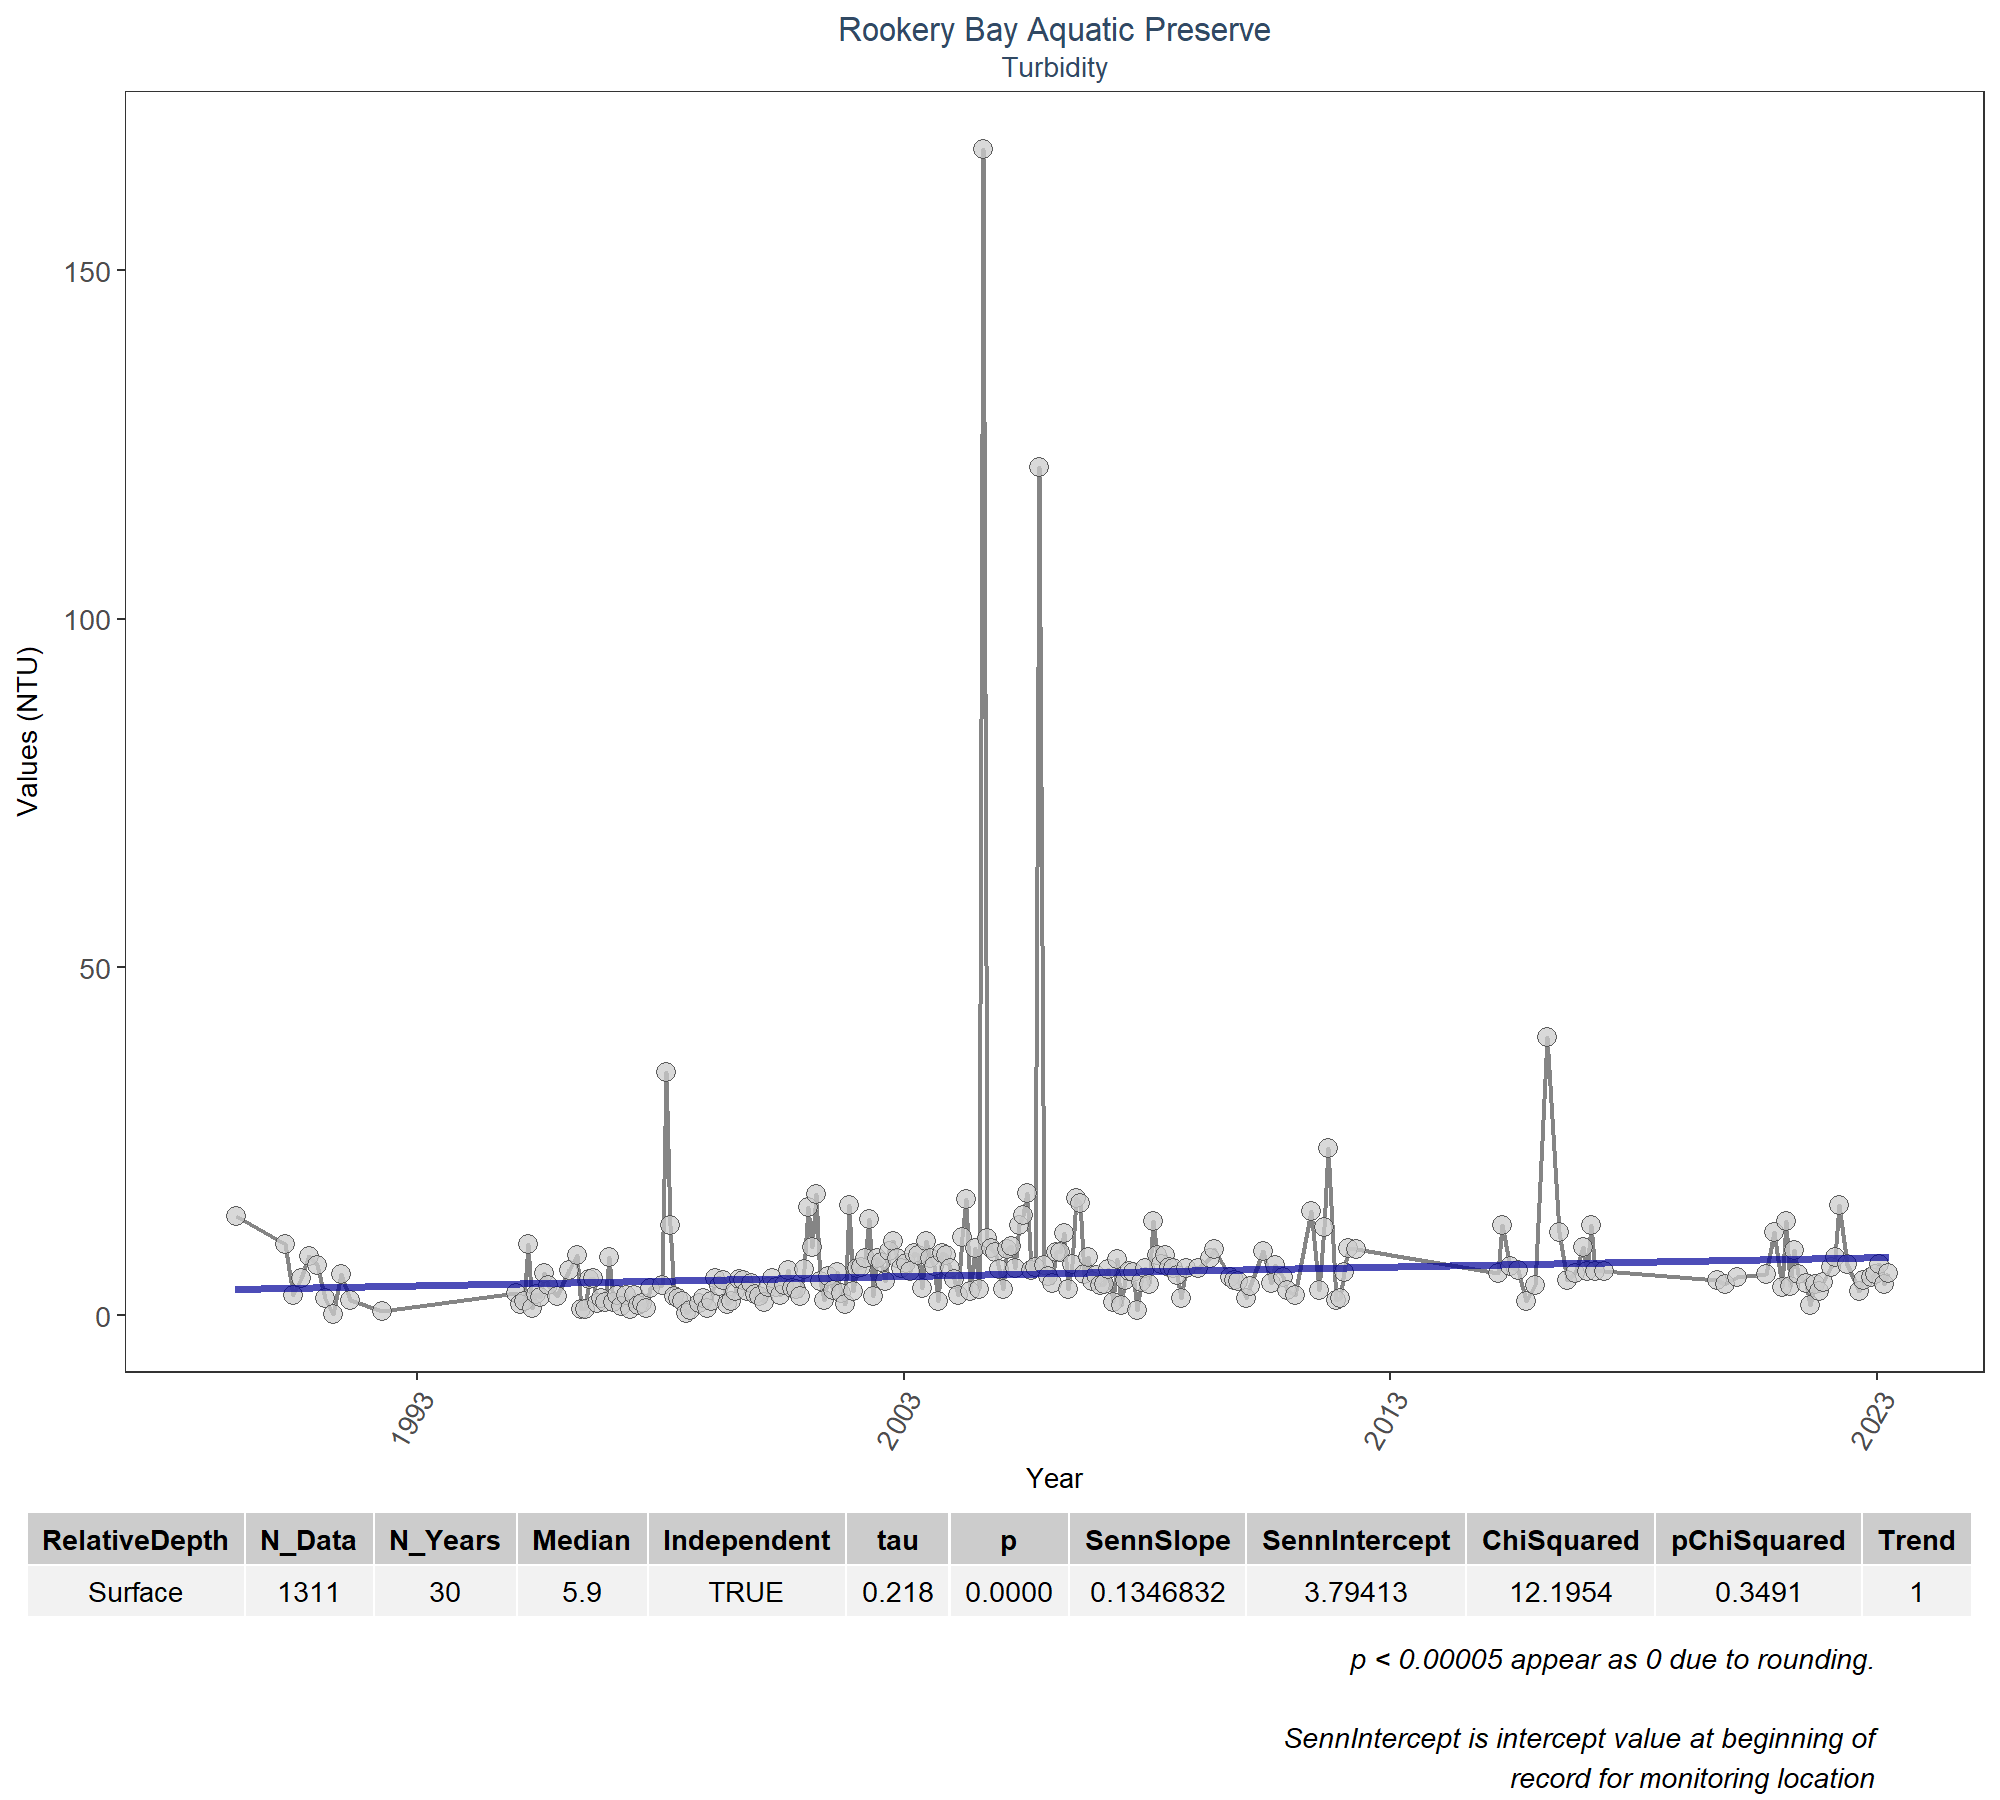 Rookery Bay Aquatic Preserve
Turbidity
Values (NTU)
150
100
50
0
1993 2003 2013 2023
Year
RelativeDepth N_Data N_Years Median Independent tau p SennSlope SennIntercept ChiSquared pChiSquared Trend
Surface 1311 30 5.9 TRUE 0.218 0.0000 0.1346832 3.79413 12.1954 0.3491 1
p < 0.00005 appear as 0 due to rounding.
SennIntercept is intercept value at beginning of
record for monitoring location